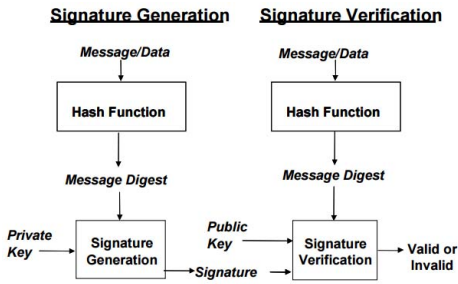 Signature Generation
Message/Data
Hash Function
Message Digest
Private
Key
Signature
Generation
Signature
Signature Verification
Message/Data
Hash Function
Message Digest
Public
Key
Signature
Verification
Valid or
Invalid